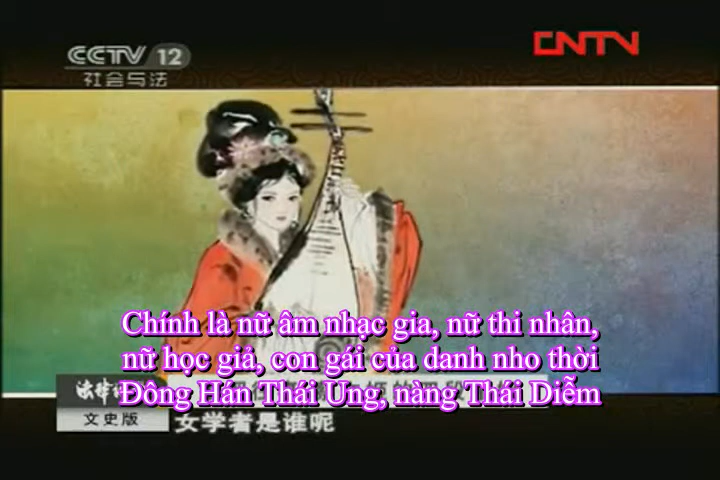 CCTV 12
社会与法
CNTV
Chính là nữ âm nhạc gia, nữ thi nhân,
nữ học giả, con gái của danh nho thời
Đông Hán Thái Ung, nàng Thái Diễm
文史版
女学者是谁呢